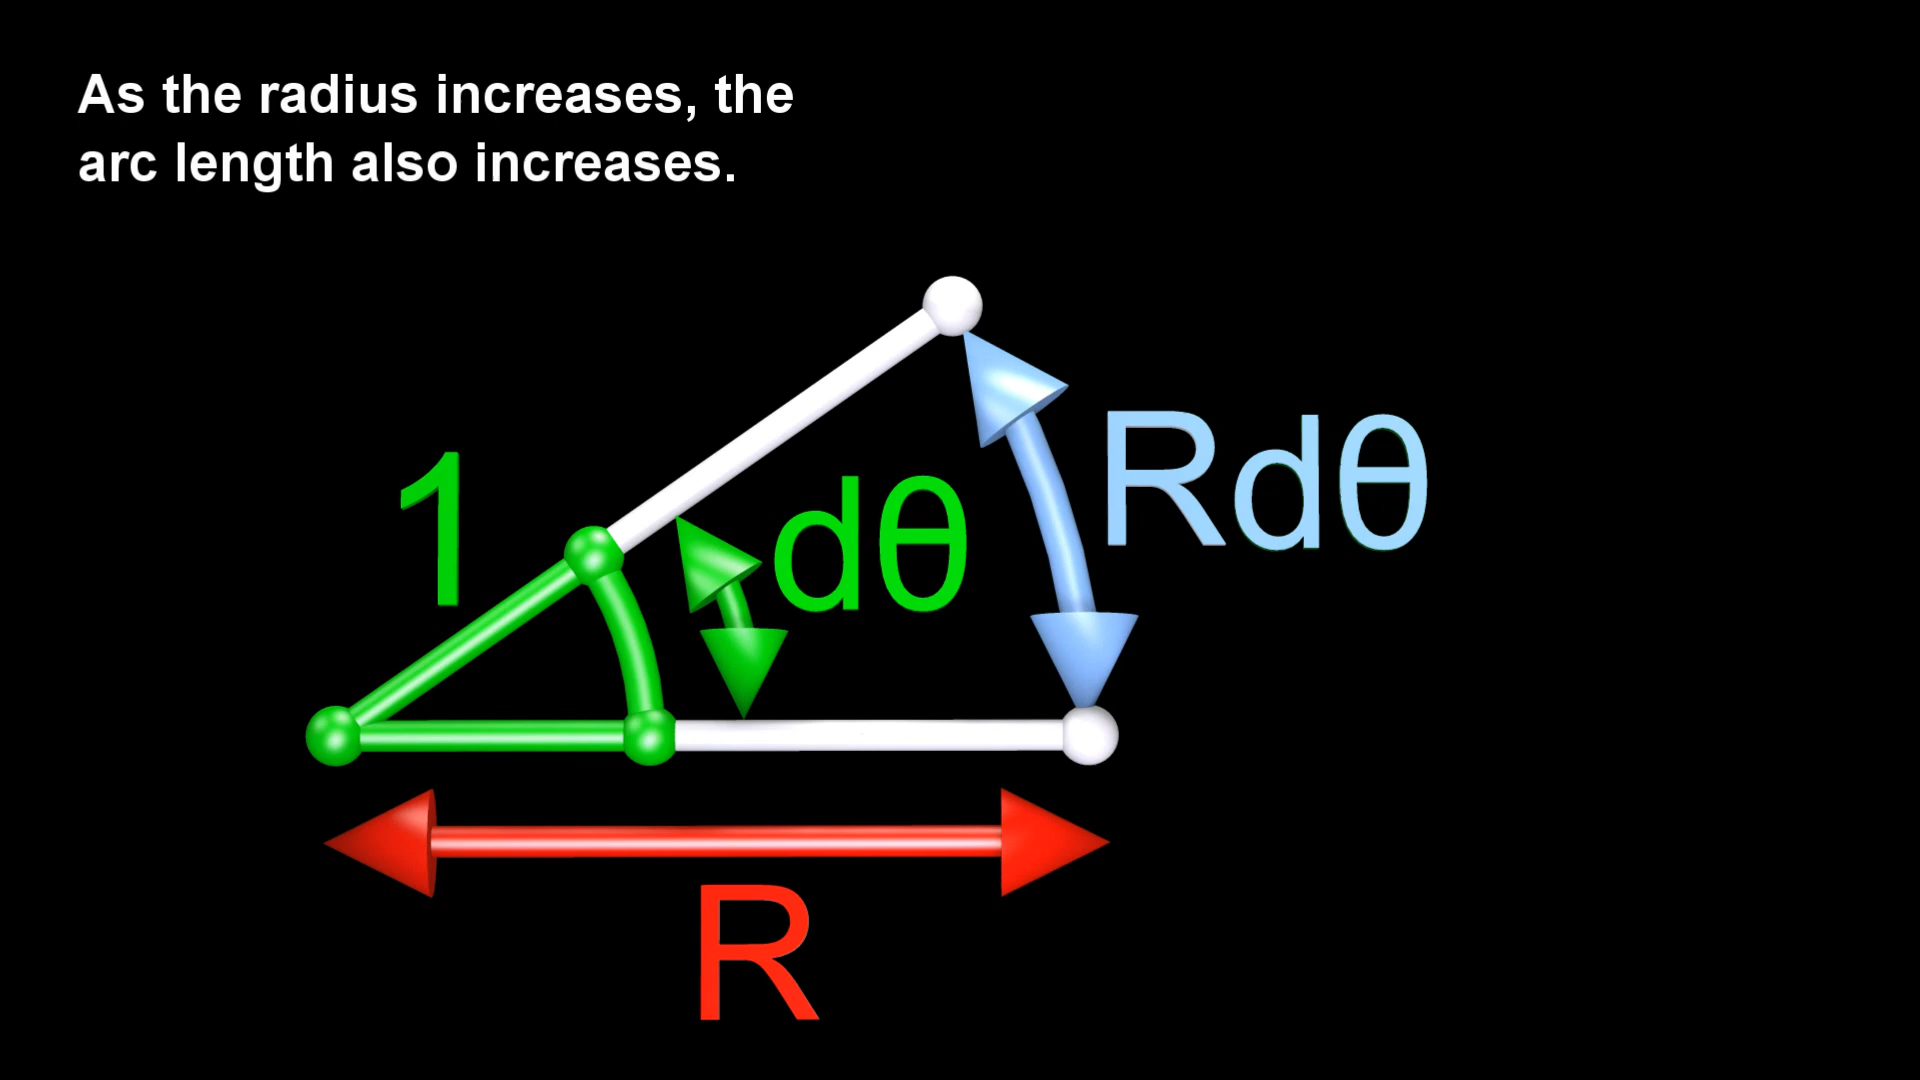 As the radius increases, the
arc length also increases.
1
dθ
Rdθ
R